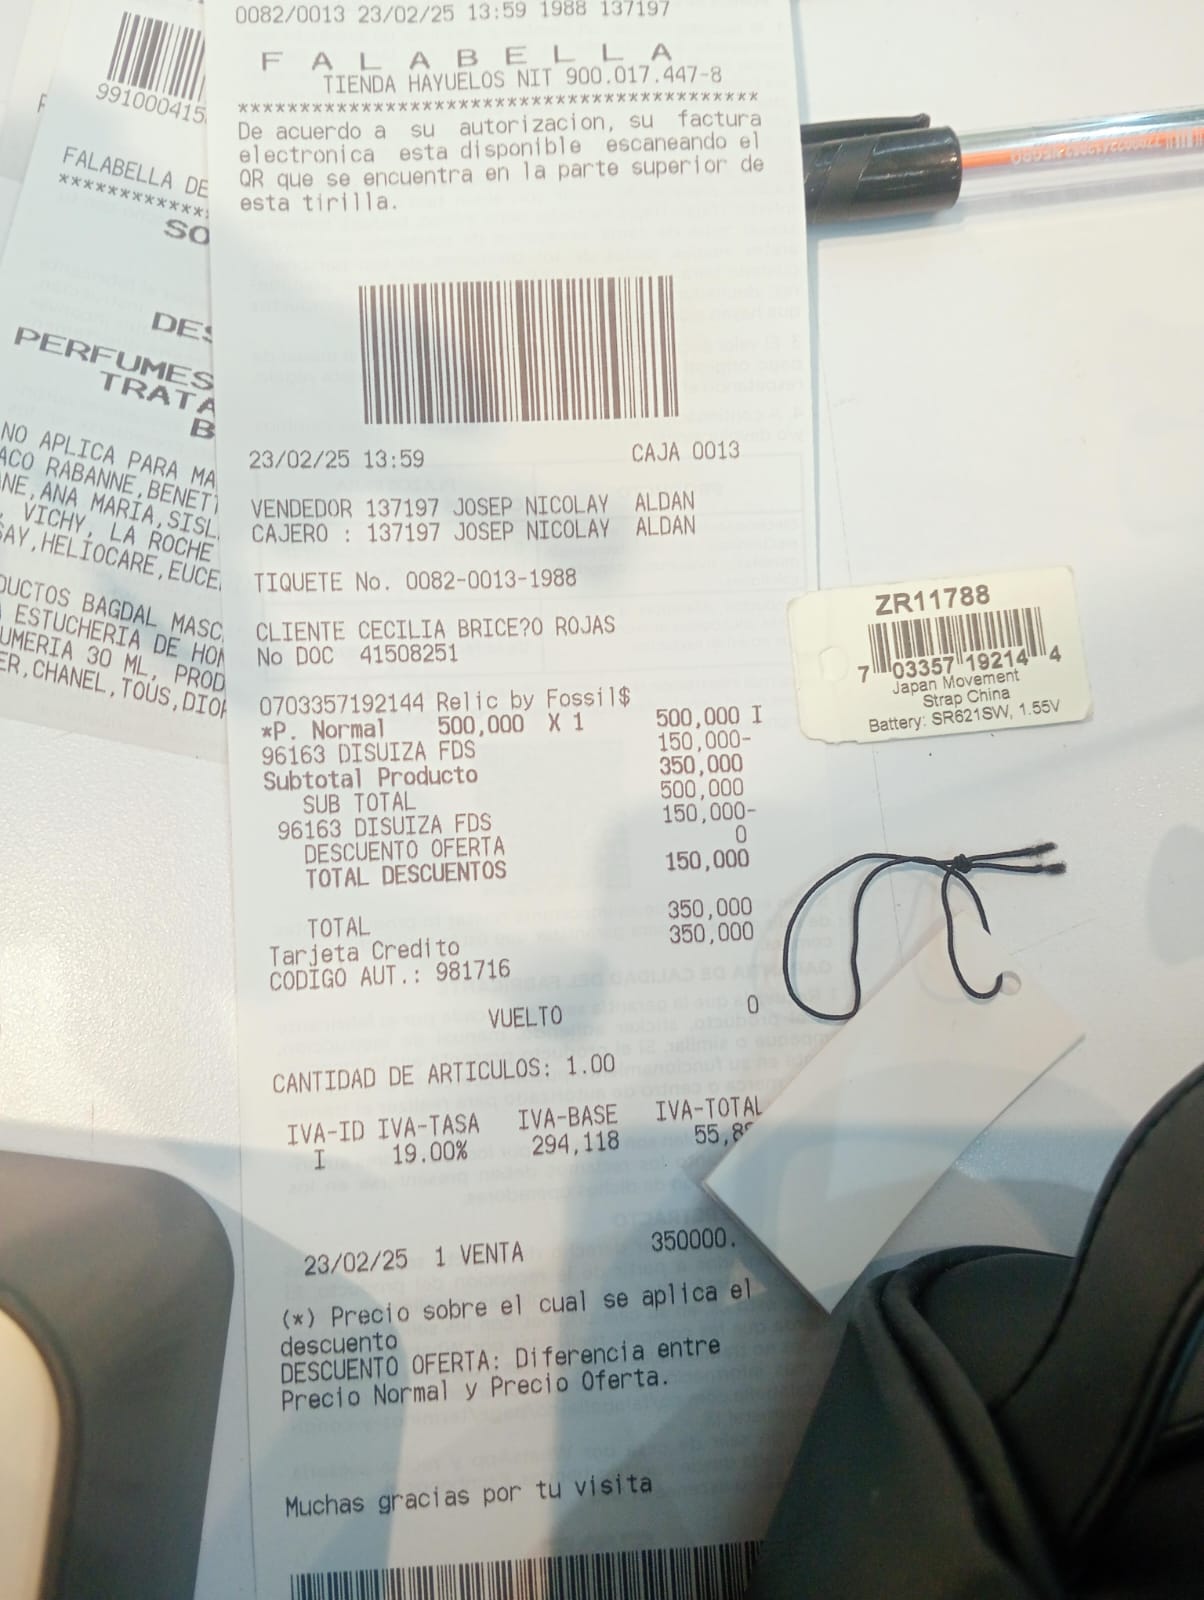 0082/0013 23/02/25 13:59 1988 137197
F A L A B E L L A
TIENDA HAYUELOS NIT 900.017.447-8
******************************************
De acuerdo a su autorizacion, su factura
electronica esta disponible escaneando el
QR que se encuentra en la parte superior de
esta tirilla.
23/02/25 13:59 CAJA 0013
VENDEDOR 137197 JOSEP NICOLAY ALDAN
CAJERO : 137197 JOSEP NICOLAY ALDAN
TIQUETE No. 0082-0013-1988
CLIENTE CECILIA BRICE?O ROJAS
No DOC 41508251
0703357192144 Relic by Fossil$
*P. Normal 500,000 X 1 500,000 I
96163 DISUIZA FDS 150,000-
Subtotal Producto 350,000
SUB TOTAL 500,000
96163 DISUIZA FDS 150,000-
DESCUENTO OFERTA 0
TOTAL DESCUENTOS 150,000
TOTAL 350,000
Tarjeta Credito 350,000
CODIGO AUT.: 981716
VUELTO 0
CANTIDAD DE ARTICULOS: 1.00
IVA-ID IVA-TASA IVA-BASE IVA-TOTAL
I 19.00% 294,118 55,8
23/02/25 1 VENTA 350000.
(*) Precio sobre el cual se aplica el
descuento
DESCUENTO OFERTA: Diferencia entre
Precio Normal y Precio Oferta.
Muchas gracias por tu visita
991000415
FALABELLA DE
***********
SO
DES
PERFUMES
TRATA
B
NO APLICA PARA MA
ACO RABANNE,BENETT
NE,ANA MARIA,SISL
, VICHY, LA ROCHE
SAY,HELIOCARE,EUCE
DUCTOS BAGDAL MASC
ESTUCHERIA DE HOM
UMERIA 30 ML, PROD
ER,CHANEL,TOUS,DIOR
ZR11788
7 03357 19214 4
Japan Movement
Strap China
Battery: SR621SW, 1.55V